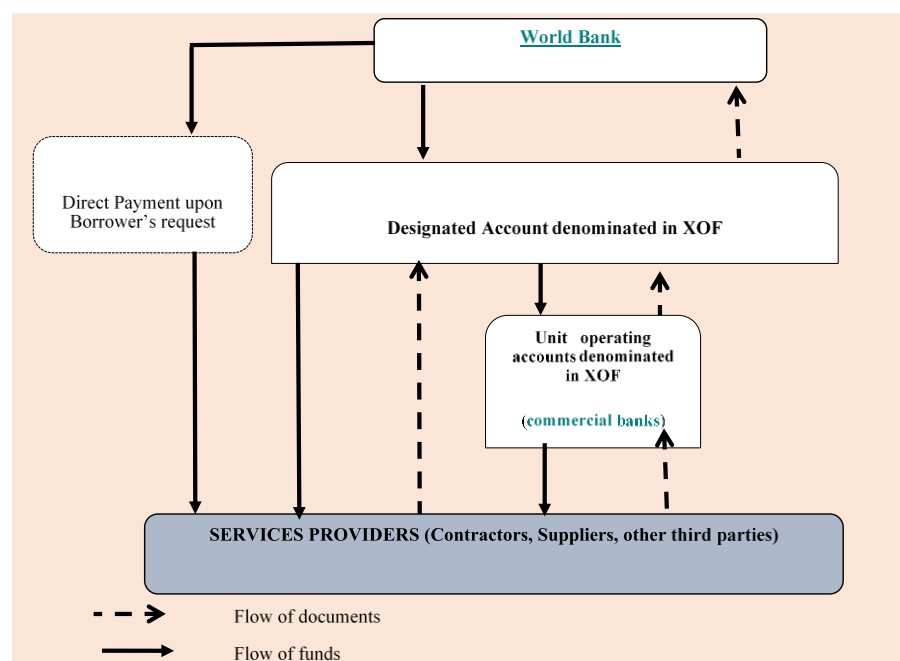 World Bank
Direct Payment upon
Borrower’s request
Designated Account denominated in XOF
Unit operating
accounts denominated
in XOF
(commercial banks)
SERVICES PROVIDERS (Contractors, Suppliers, other third parties)
Flow of documents
Flow of funds